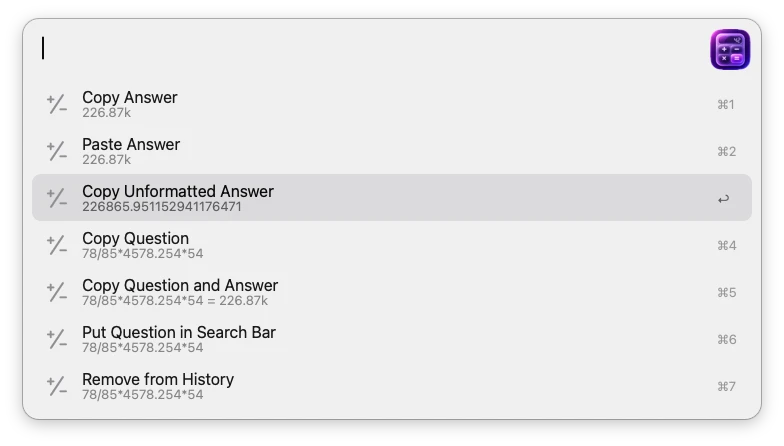 Copy Answer
226.87k
⌘1
Paste Answer
226.87k
⌘2
Copy Unformatted Answer
226865.951152941176471
↩
Copy Question
78/85*4578.254*54
⌘4
Copy Question and Answer
78/85*4578.254*54 = 226.87k
⌘5
Put Question in Search Bar
78/85*4578.254*54
⌘6
Remove from History
78/85*4578.254*54
⌘7